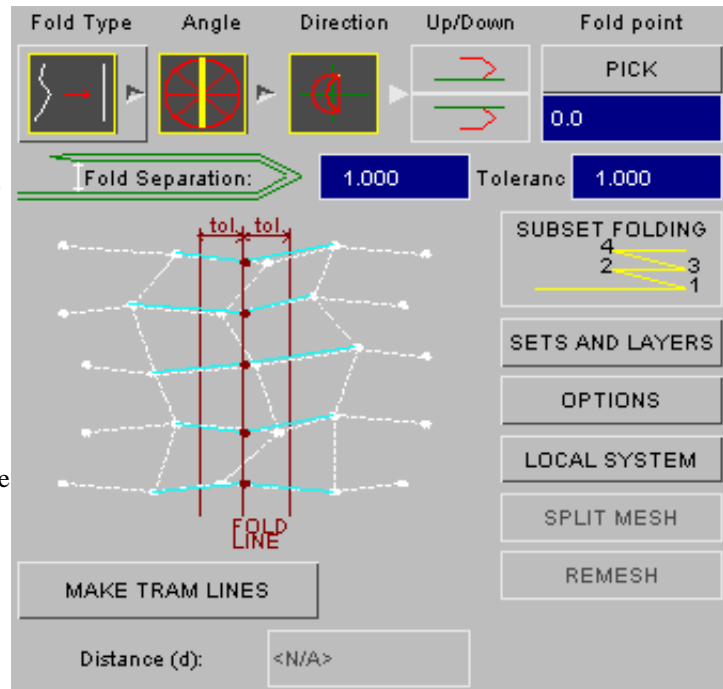 Fold Type Angle Direction Up/Down Fold point
PICK
0.0
Fold Separation: 1.000 Toleranc 1.000
tol. tol.
SUBSET FOLDING
4
2 3
1
SETS AND LAYERS
OPTIONS
e
LOCAL SYSTEM
SPLIT MESH
FOLD
LINE
REMESH
MAKE TRAM LINES
Distance (d): <N/A>